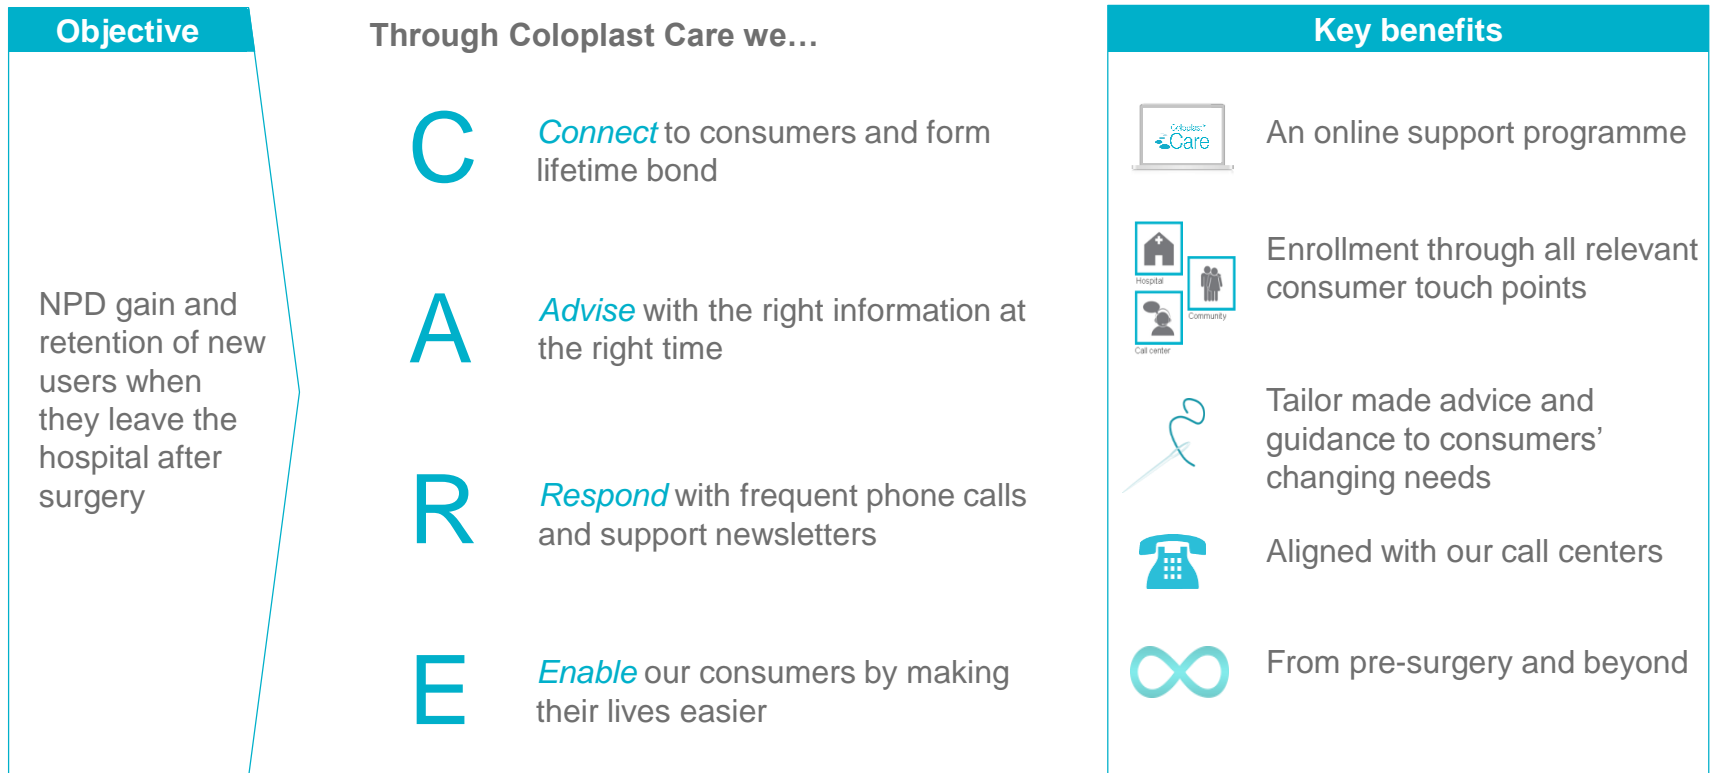 Objective
NPD gain and
retention of new
users when
they leave the
hospital after
surgery
Through Coloplast Care we…
C
Connect to consumers and form
lifetime bond
A
Advise with the right information at
the right time
R
Respond with frequent phone calls
and support newsletters
E
Enable our consumers by making
their lives easier
Key benefits
Coloplast
Care
An online support programme
Hospital
Community
Call center
Enrollment through all relevant
consumer touch points
Tailor made advice and
guidance to consumers’
changing needs
Aligned with our call centers
From pre-surgery and beyond